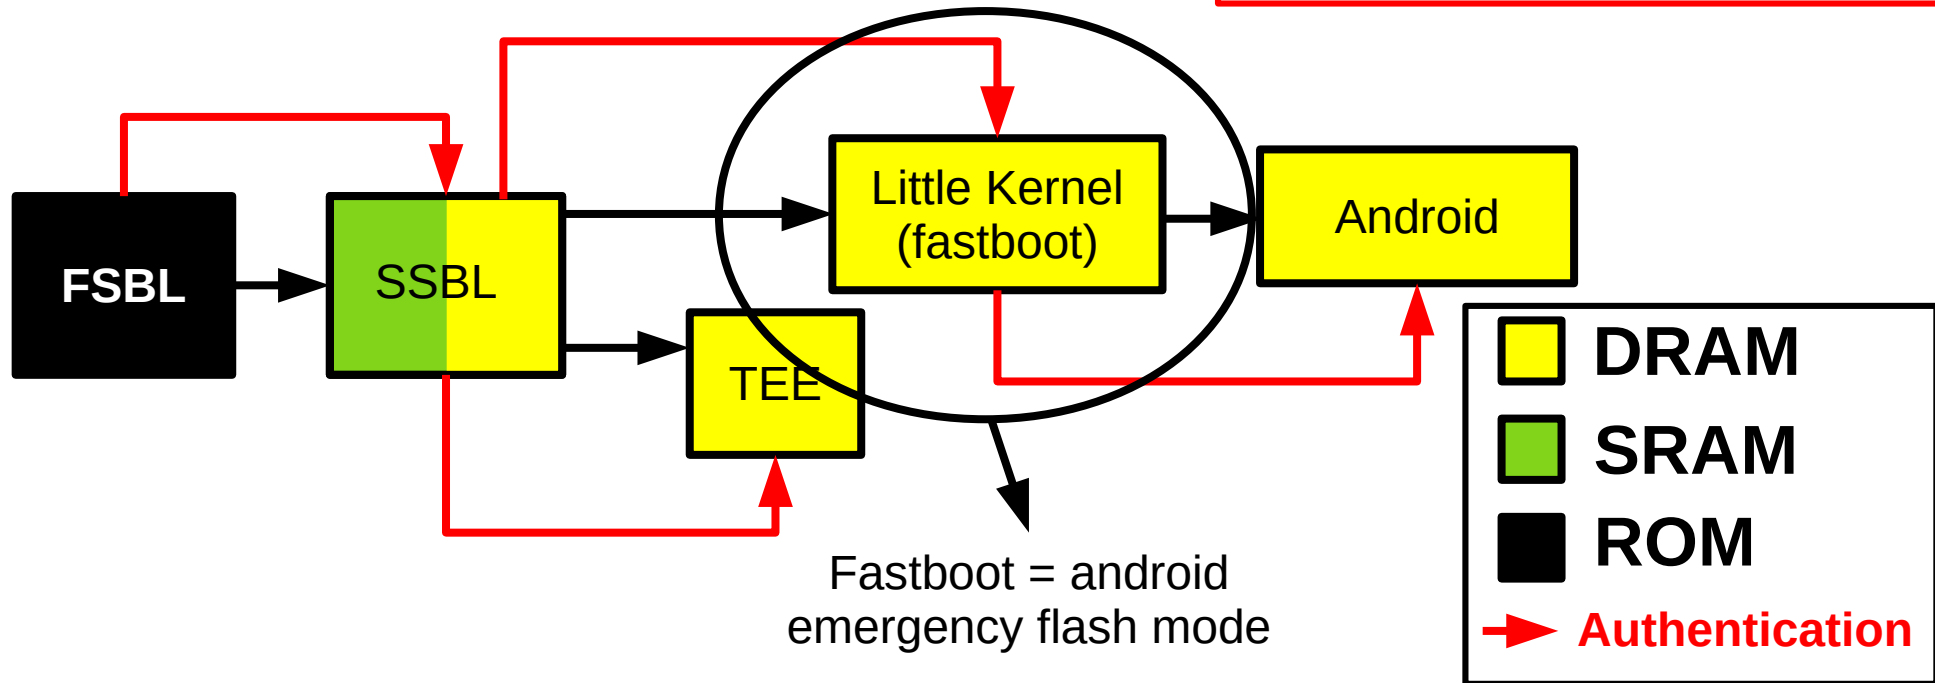 FSBL
SSBL
TEE
Little Kernel
(fastboot)
Android
Fastboot = android
emergency flash mode
DRAM
SRAM
ROM
Authentication